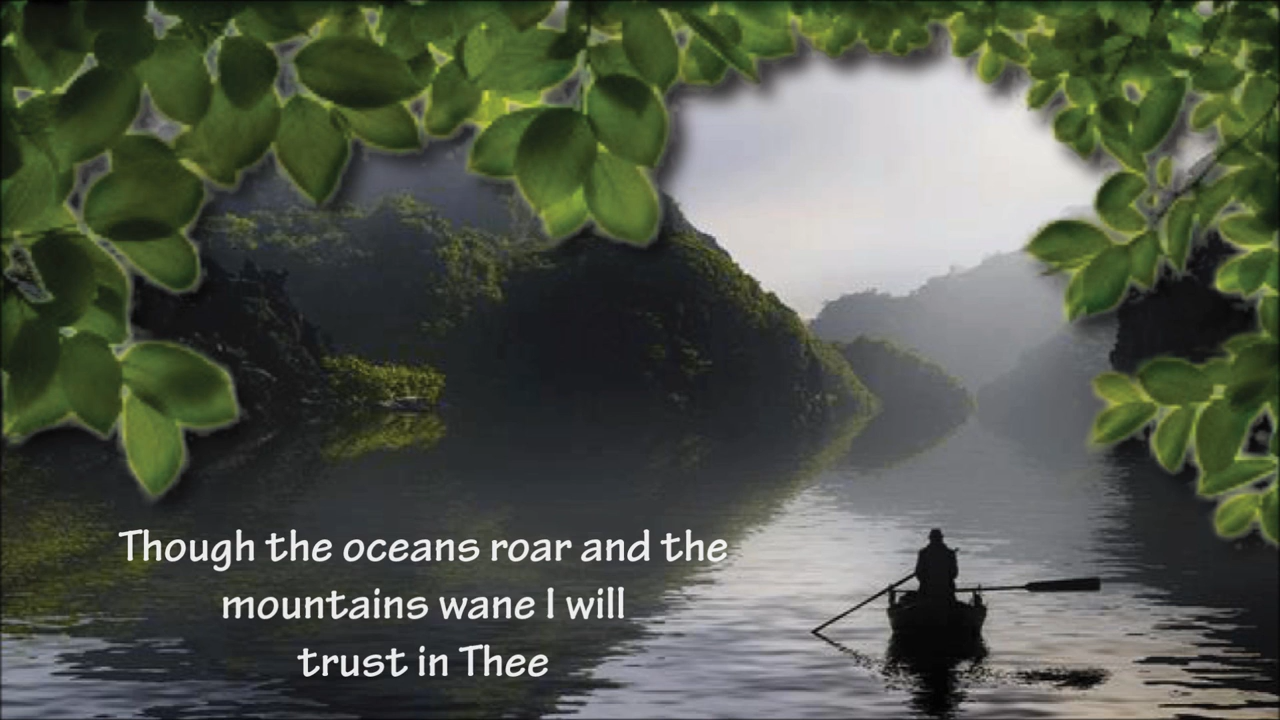 Though the oceans roar and the
mountains wane I will
trust in Thee